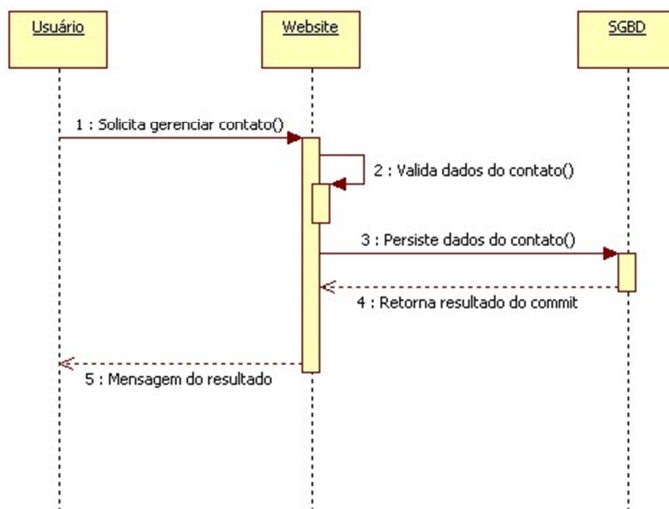 Usuário
Website
SGBD
1 : Solicita gerenciar contato()
2 : Valida dados do contato()
3 : Persiste dados do contato()
4 : Retorna resultado do commit
5 : Mensagem do resultado